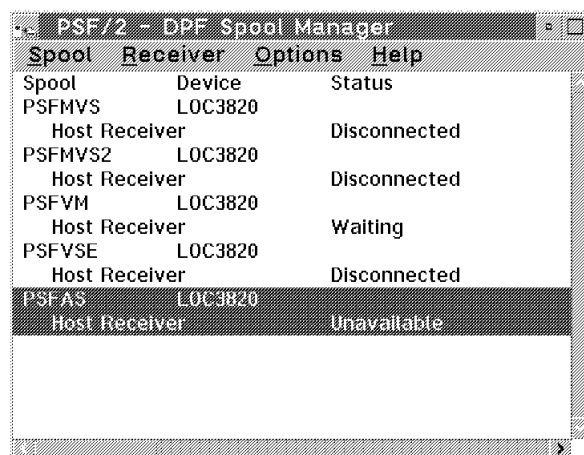 PSF/2 - DPF Spool Manager
Spool Receiver Options Help
Spool Device Status
PSFMVS LOC3820
Host Receiver Disconnected
PSFMVS2 LOC3820
Host Receiver Disconnected
PSFVM LOC3820
Host Receiver Waiting
PSFVSE LOC3820
Host Receiver Disconnected
PSFAS LOC3820
Host Receiver Unavailable